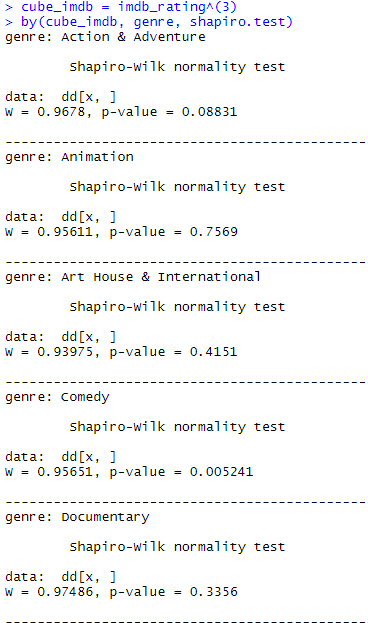 > cube_imdb = imdb_rating^(3)
> by(cube_imdb, genre, shapiro.test)
genre: Action & Adventure
Shapiro-Wilk normality test
data: dd[x, ]
W = 0.9678, p-value = 0.08831
---------------------------------------------
genre: Animation
Shapiro-Wilk normality test
data: dd[x, ]
W = 0.95611, p-value = 0.7569
---------------------------------------------
genre: Art House & International
Shapiro-Wilk normality test
data: dd[x, ]
W = 0.93975, p-value = 0.4151
---------------------------------------------
genre: Comedy
Shapiro-Wilk normality test
data: dd[x, ]
W = 0.95651, p-value = 0.005241
---------------------------------------------
genre: Documentary
Shapiro-Wilk normality test
data: dd[x, ]
W = 0.97486, p-value = 0.3356
---------------------------------------------